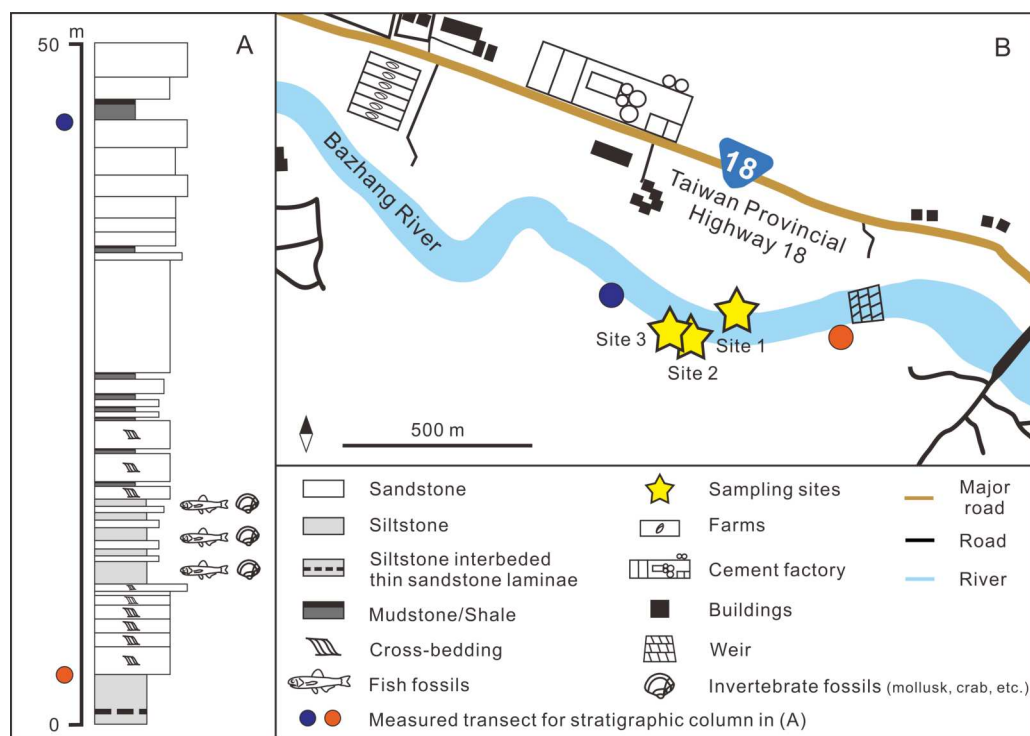 50
m
A
0
B
Bazhang River
18
Taiwan Provincial
Highway 18
Site 3
Site 2
Site 1
500 m
Sandstone
Siltstone
Siltstone interbeded
thin sandstone laminae
Mudstone/Shale
Cross-bedding
Fish fossils
Measured transect for stratigraphic column in (A)
Sampling sites
Farms
Cement factory
Buildings
Weir
Invertebrate fossils (mollusk, crab, etc.)
Major
road
Road
River